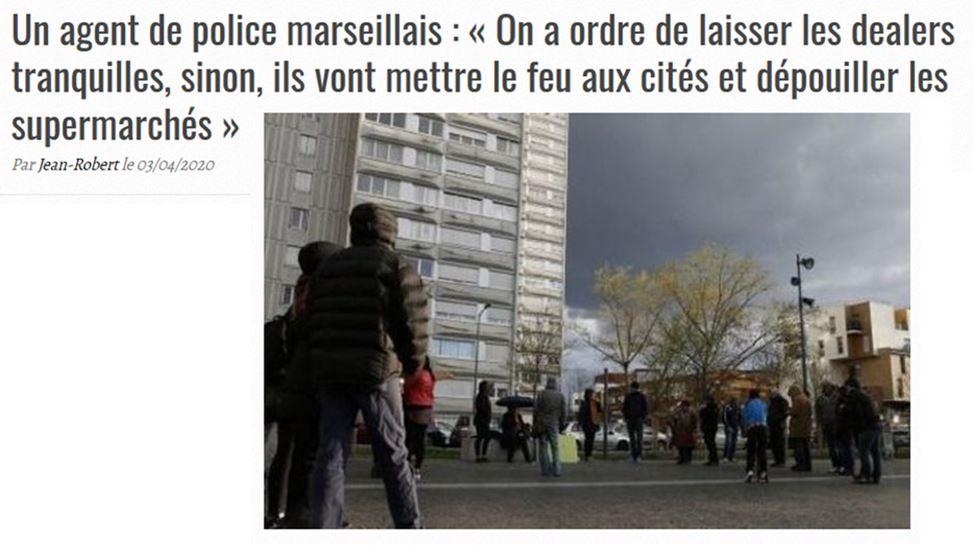 Un agent de police marseillais : « On a ordre de laisser les dealers
tranquilles, sinon, ils vont mettre le feu aux cités et dépouiller les
supermarchés »
Par Jean-Robert le 03/04/2020